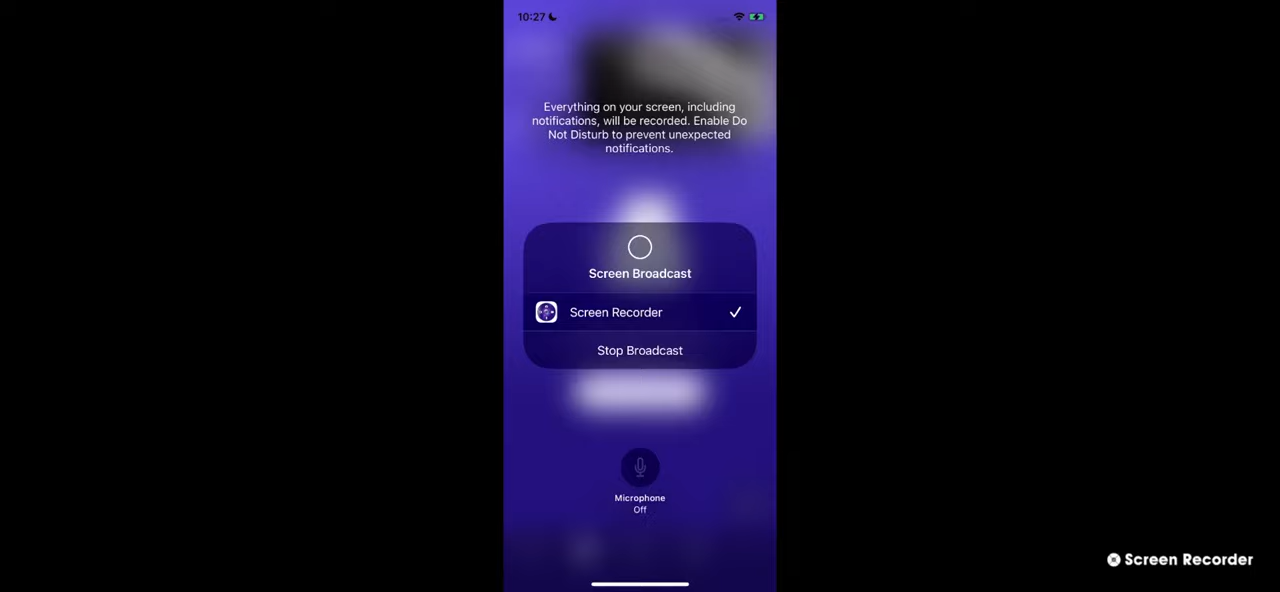 10:27
Everything on your screen, including
notifications, will be recorded. Enable Do
Not Disturb to prevent unexpected
notifications.
Screen Broadcast
Screen Recorder
Stop Broadcast
Microphone
Off
Screen Recorder